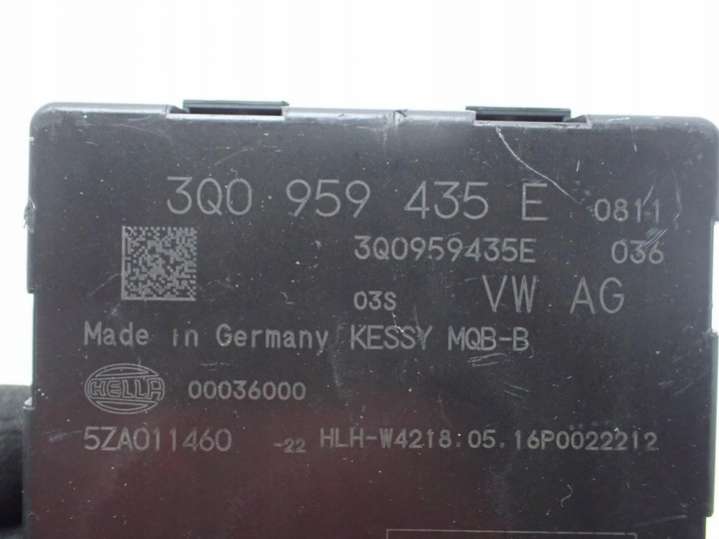 3Q0 959 435 E 0811
3Q0959435E 036
03S VW AG
Made in Germany KESSY MQB-B
HELLA 00036000
5ZA011460 -22 HLH-W4218:05.16P0022212